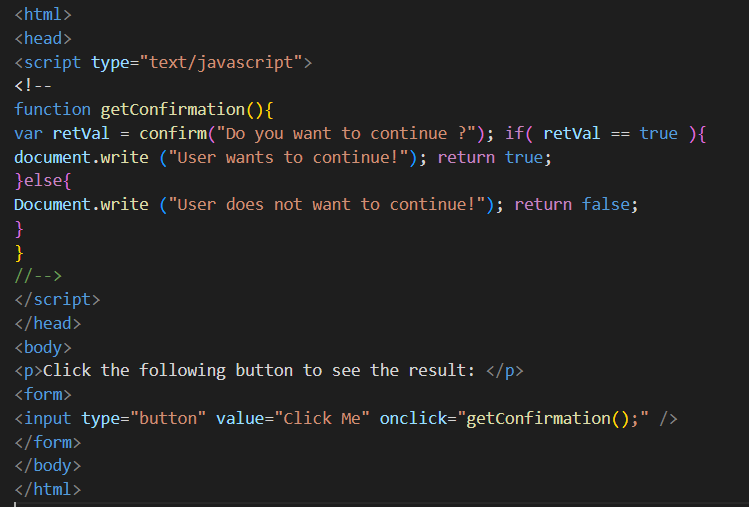 <html>
<head>
<script type="text/javascript">
<!--
function getConfirmation(){
var retVal = confirm("Do you want to continue ?"); if( retVal == true ){
document.write ("User wants to continue!"); return true;
}else{
Document.write ("User does not want to continue!"); return false;
}
}
//-->
</script>
</head>
<body>
<p>Click the following button to see the result: </p>
<form>
<input type="button" value="Click Me" onclick="getConfirmation();" />
</form>
</body>
</html>